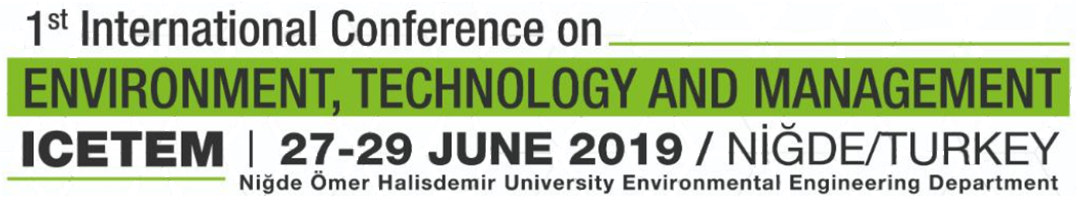 1st International Conference on
ENVIRONMENT, TECHNOLOGY AND MANAGEMENT
ICETEM | 27-29 JUNE 2019 / NİĞDE/TURKEY
Niğde Ömer Halisdemir University Environmental Engineering Department